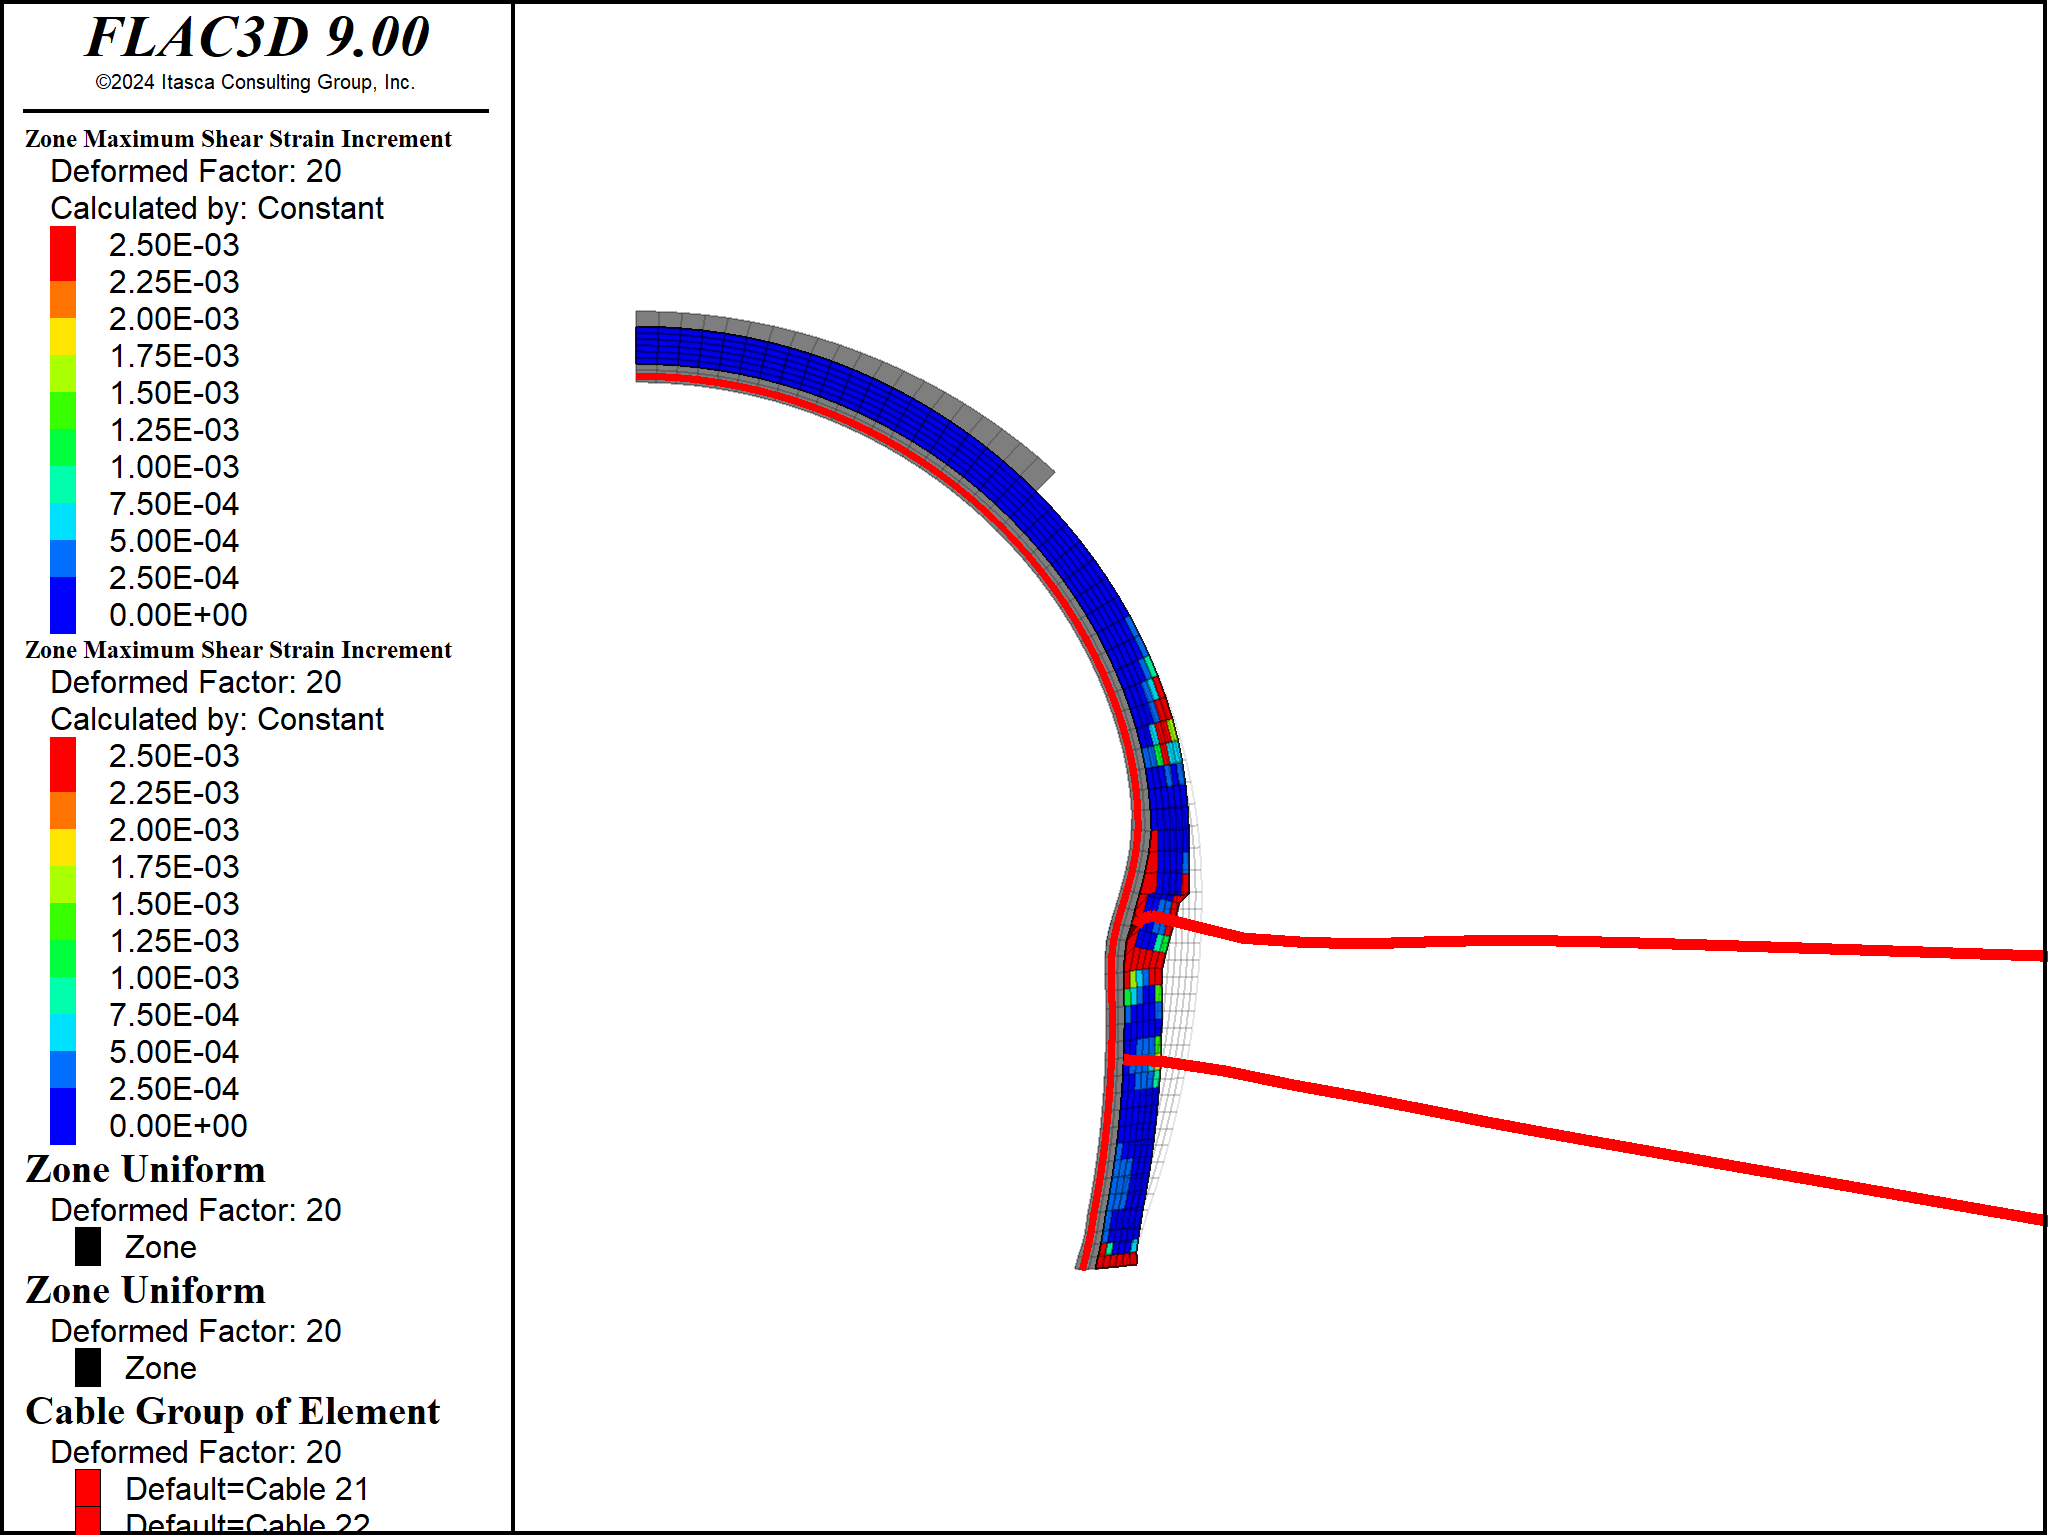 FLAC3D 9.00
©2024 Itasca Consulting Group, Inc.
Zone Maximum Shear Strain Increment
Deformed Factor: 20
Calculated by: Constant
2.50E-03
2.25E-03
2.00E-03
1.75E-03
1.50E-03
1.25E-03
1.00E-03
7.50E-04
5.00E-04
2.50E-04
0.00E+00
Zone Maximum Shear Strain Increment
Deformed Factor: 20
Calculated by: Constant
2.50E-03
2.25E-03
2.00E-03
1.75E-03
1.50E-03
1.25E-03
1.00E-03
7.50E-04
5.00E-04
2.50E-04
0.00E+00
Zone Uniform
Deformed Factor: 20
Zone
Zone Uniform
Deformed Factor: 20
Zone
Cable Group of Element
Deformed Factor: 20
Default=Cable 21
Default=Cable 22